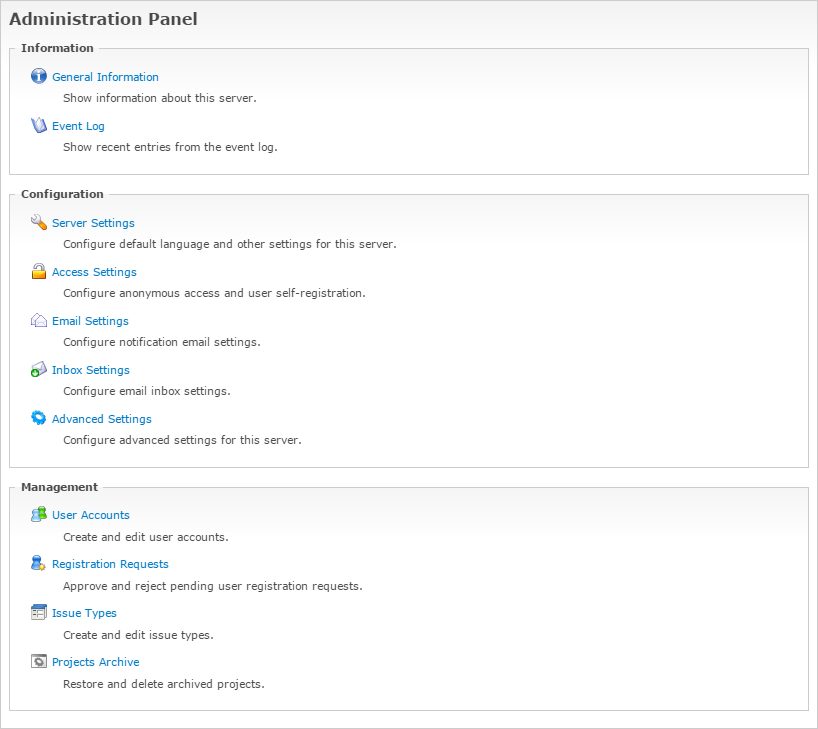 Administration Panel
Information
General Information
Show information about this server.
Event Log
Show recent entries from the event log.
Configuration
Server Settings
Configure default language and other settings for this server.
Access Settings
Configure anonymous access and user self-registration.
Email Settings
Configure notification email settings.
Inbox Settings
Configure email inbox settings.
Advanced Settings
Configure advanced settings for this server.
Management
User Accounts
Create and edit user accounts.
Registration Requests
Approve and reject pending user registration requests.
Issue Types
Create and edit issue types.
Projects Archive
Restore and delete archived projects.